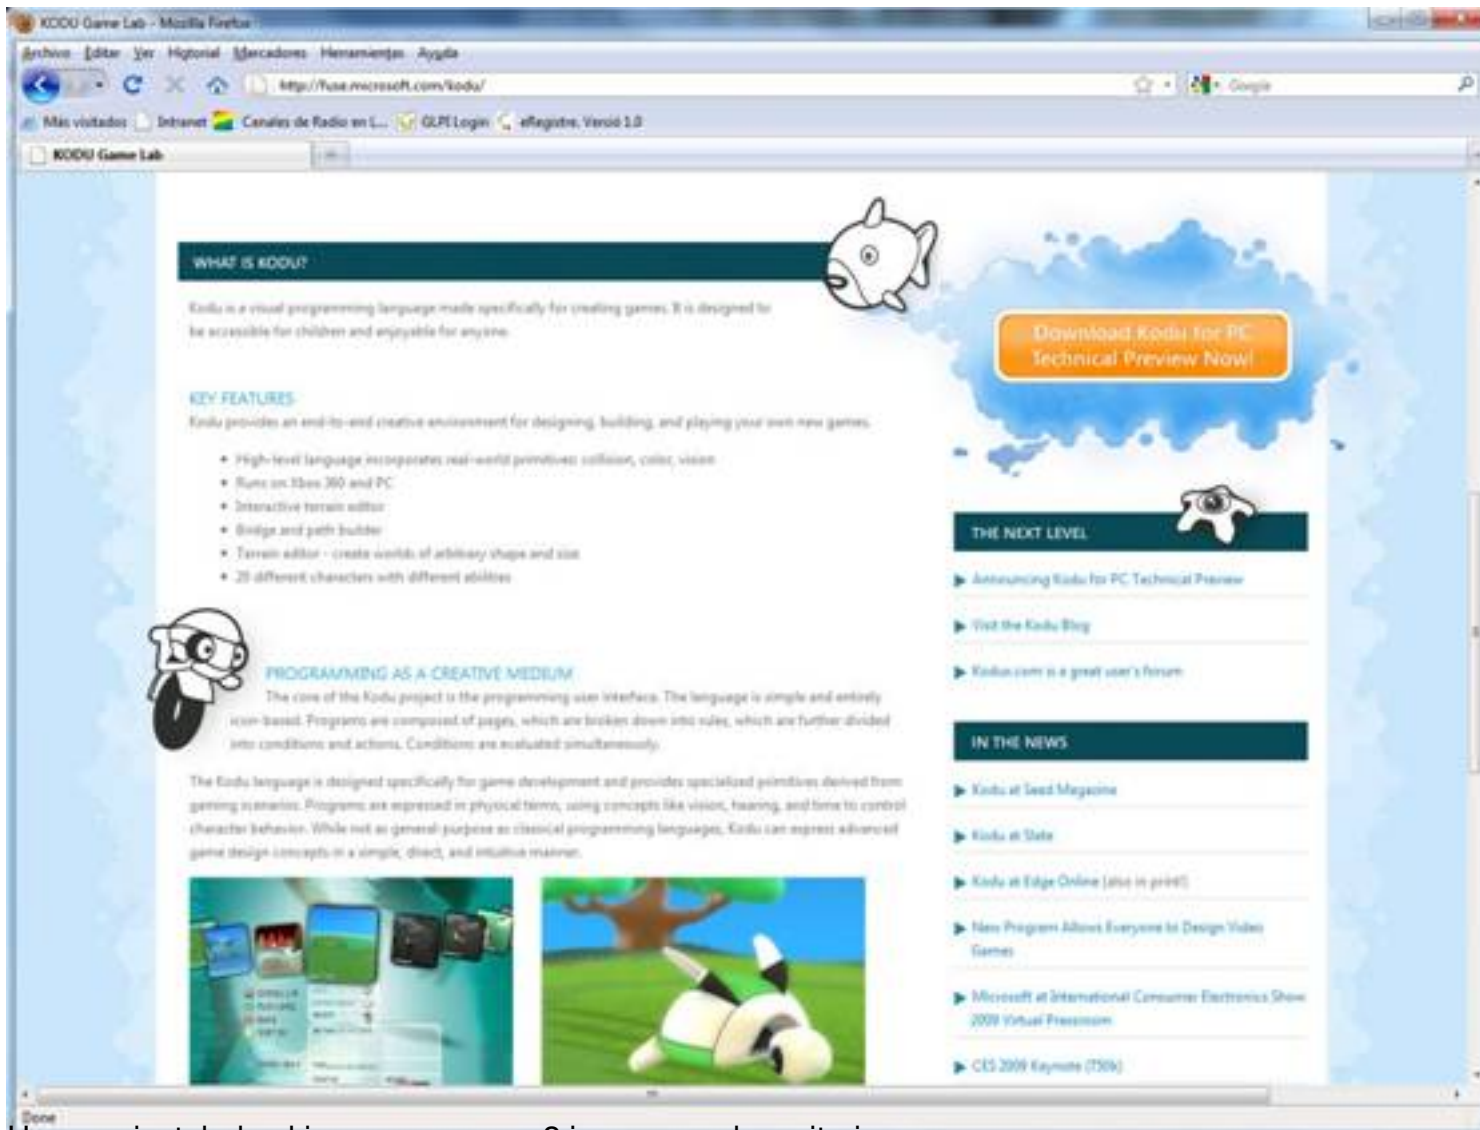 KODU Game Lab - Mozilla Firefox
Archivo Editar Ver Historial Marcadores Herramientas Ayuda
http://fuse.microsoft.com/kodu/
Google
Más visitados Intranet Canales de Radio en L... GLPI Login eRegistre, Versió 1.0
KODU Game Lab
WHAT IS KODU?
Kodu is a visual programming language made specifically for creating games. It is designed to
be accessible for children and enjoyable for anyone.
KEY FEATURES
Kodu provides an end-to-end creative environment for designing, building, and playing your own new games.
• High-level language incorporates real-world primitives: collision, color, vision
• Runs on Xbox 360 and PC
• Interactive terrain editor
• Bridge and path builder
• Terrain editor - create worlds of arbitrary shape and size
• 20 different characters with different abilities
PROGRAMMING AS A CREATIVE MEDIUM
The core of the Kodu project is the programming user interface. The language is simple and entirely
icon-based. Programs are composed of pages, which are broken down into rules, which are further divided
into conditions and actions. Conditions are evaluated simultaneously.
The Kodu language is designed specifically for game development and provides specialized primitives derived from
gaming scenarios. Programs are expressed in physical terms, using concepts like vision, hearing, and time to control
character behavior. While not as general-purpose as classical programming languages, Kodu can express advanced
game design concepts in a simple, direct, and intuitive manner.
Download Kodu for PC
Technical Preview Now!
THE NEXT LEVEL
Announcing Kodu for PC Technical Preview
Visit the Kodu Blog
Kodux.com is a great user's forum
IN THE NEWS
Kodu at Seed Magazine
Kodu at Slate
Kodu at Edge Online (also in print!)
New Program Allows Everyone to Design Video
Games
Microsoft at International Consumer Electronics Show
2009 Virtual Pressroom
CES 2009 Keynote (750k)
Done